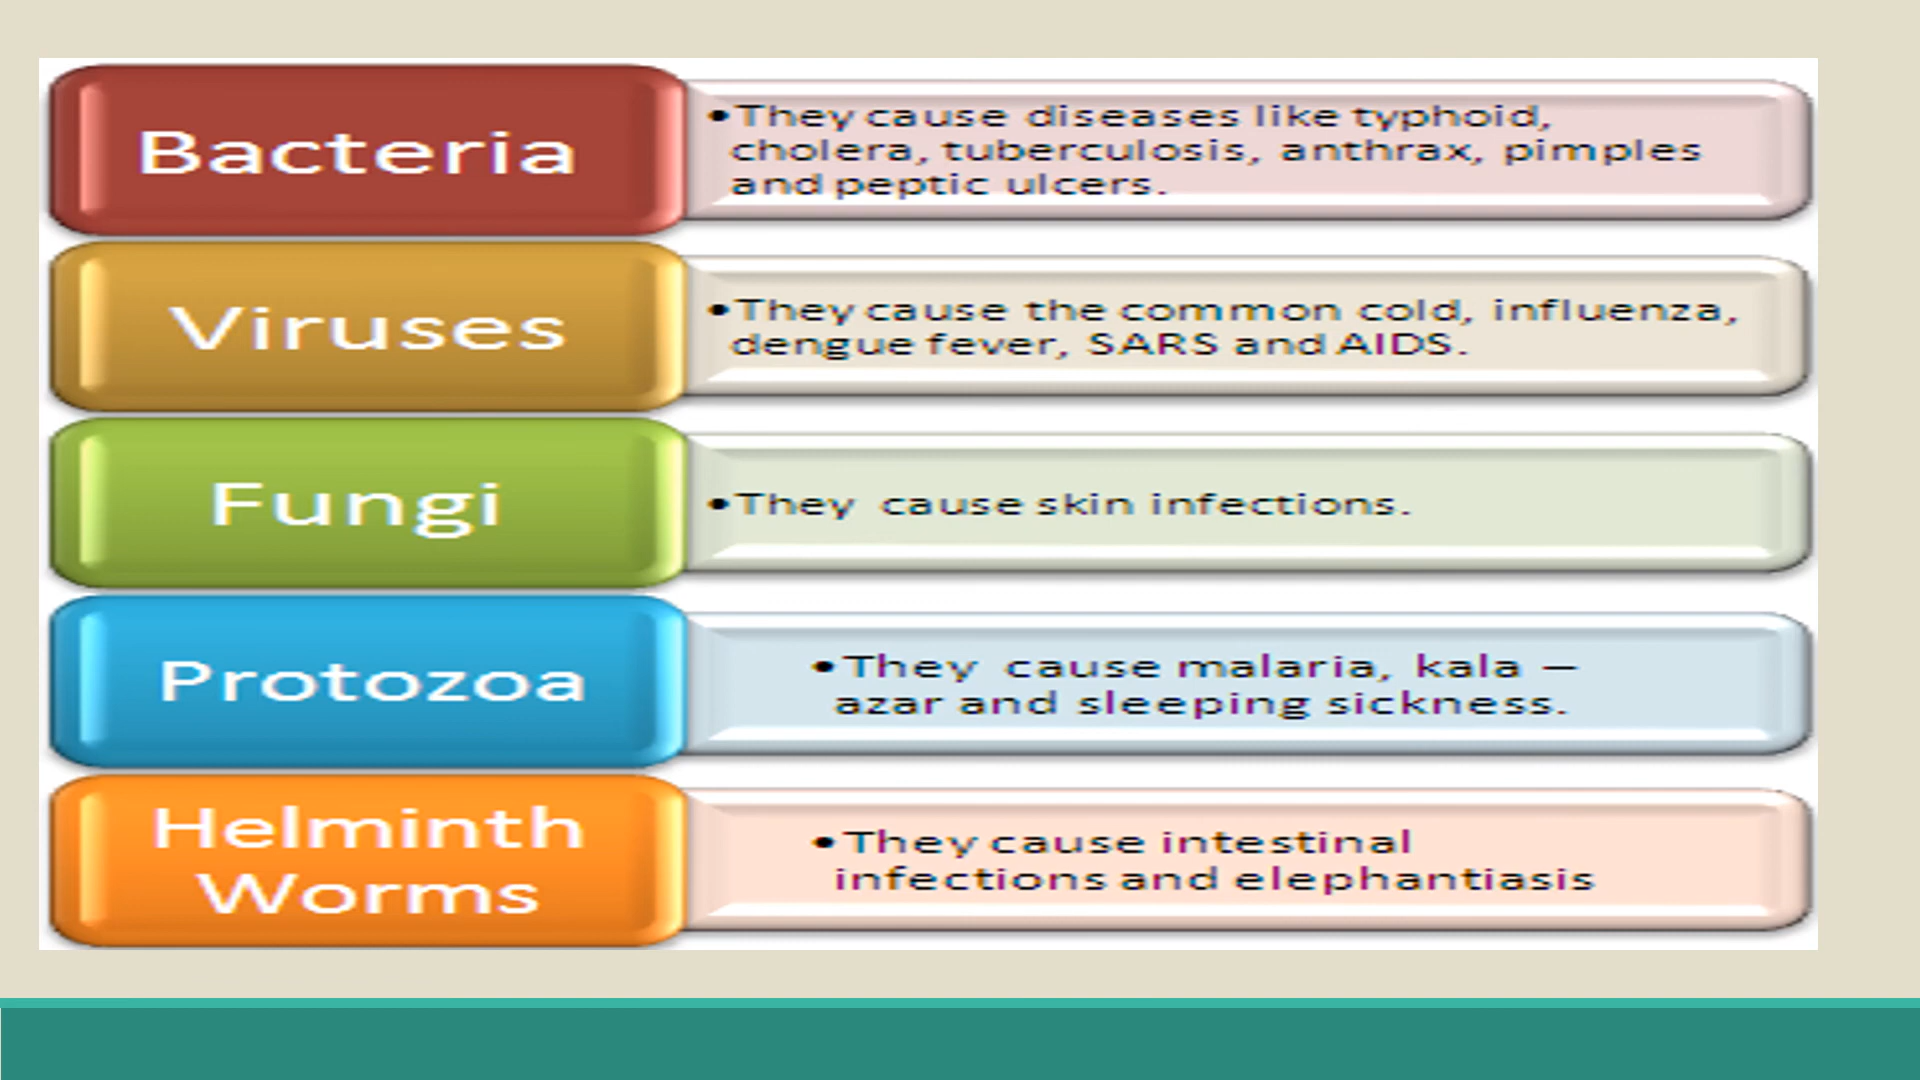 Bacteria
•They cause diseases like typhoid,
cholera, tuberculosis, anthrax, pimples
and peptic ulcers.
Viruses
•They cause the common cold, influenza,
dengue fever, SARS and AIDS.
Fungi
•They cause skin infections.
Protozoa
•They cause malaria, kala –
azar and sleeping sickness.
Helminth
Worms
•They cause intestinal
infections and elephantiasis